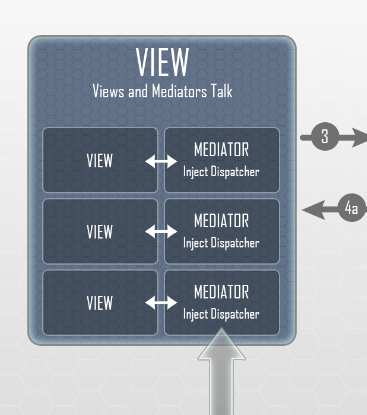 VIEW
Views and Mediators Talk
VIEW
MEDIATOR
Inject Dispatcher
3
VIEW
MEDIATOR
Inject Dispatcher
4a
VIEW
MEDIATOR
Inject Dispatcher